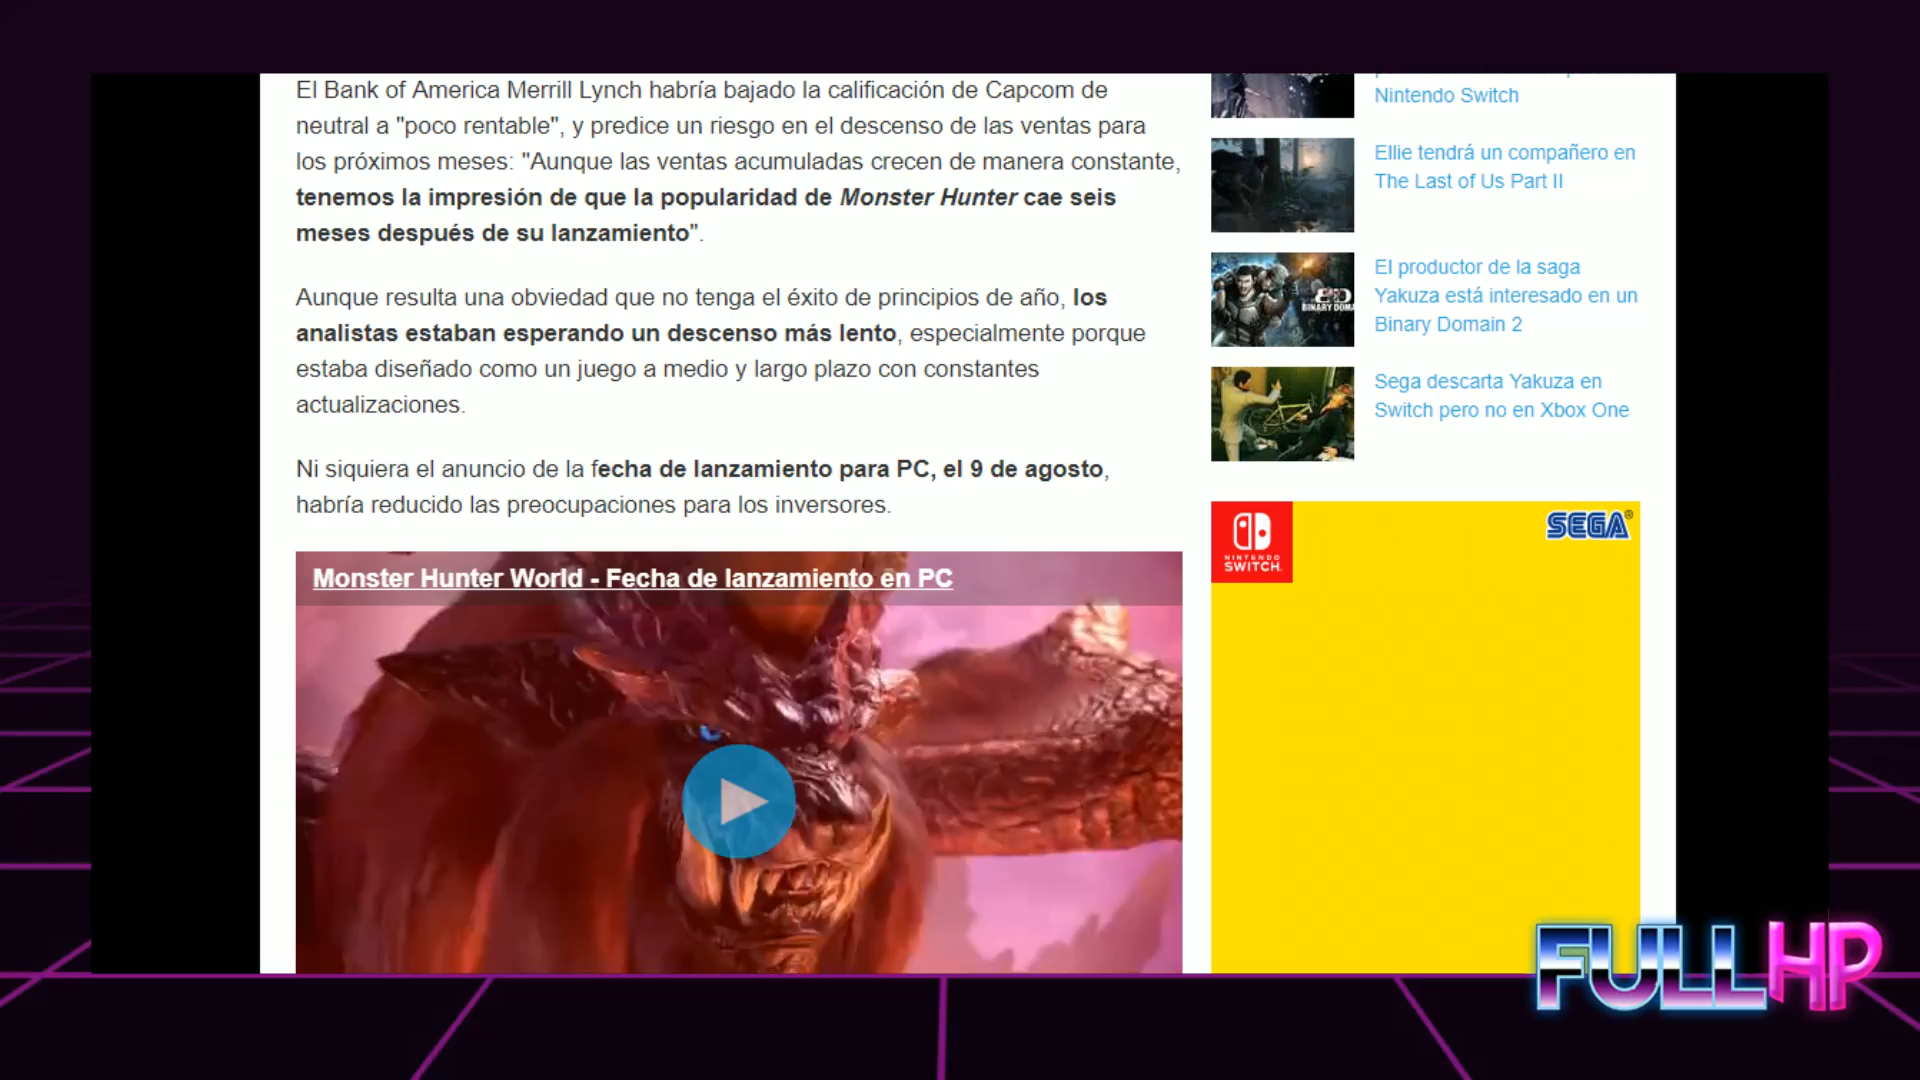 El Bank of America Merrill Lynch habría bajado la calificación de Capcom de
neutral a "poco rentable", y predice un riesgo en el descenso de las ventas para
los próximos meses: "Aunque las ventas acumuladas crecen de manera constante,
tenemos la impresión de que la popularidad de Monster Hunter cae seis
meses después de su lanzamiento".
Aunque resulta una obviedad que no tenga el éxito de principios de año, los
analistas estaban esperando un descenso más lento, especialmente porque
estaba diseñado como un juego a medio y largo plazo con constantes
actualizaciones.
Ni siquiera el anuncio de la fecha de lanzamiento para PC, el 9 de agosto,
habría reducido las preocupaciones para los inversores.
Monster Hunter World - Fecha de lanzamiento en PC
Nintendo Switch
Ellie tendrá un compañero en
The Last of Us Part II
BINARY DOMA
El productor de la saga
Yakuza está interesado en un
Binary Domain 2
Sega descarta Yakuza en
Switch pero no en Xbox One
NINTENDO
SWITCH
SEGA®
FULLHP